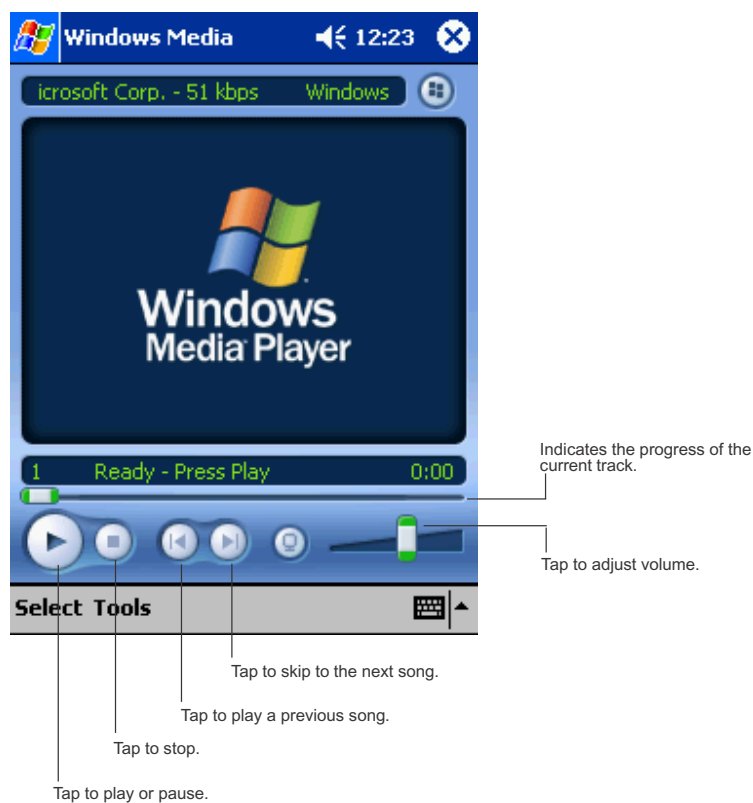 Windows Media 12:23
icrosoft Corp. - 51 kbps Windows
Windows
Media Player
Indicates the progress of the
current track.
1 Ready - Press Play 0:00
Tap to adjust volume.
Select Tools
Tap to skip to the next song.
Tap to play a previous song.
Tap to stop.
Tap to play or pause.